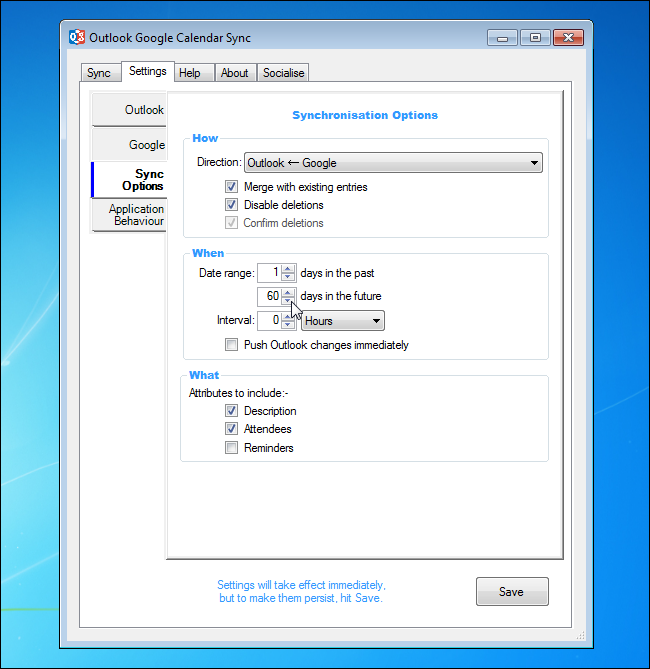 Outlook Google Calendar Sync
Sync Settings Help About Socialise
Outlook
Google
Sync
Options
Application
Behaviour
Synchronisation Options
How
Direction: Outlook ← Google
Merge with existing entries
Disable deletions
Confirm deletions
When
Date range: 1 days in the past
60 days in the future
Interval: 0 Hours
Push Outlook changes immediately
What
Attributes to include:-
Description
Attendees
Reminders
Settings will take effect immediately,
but to make them persist, hit Save.
Save